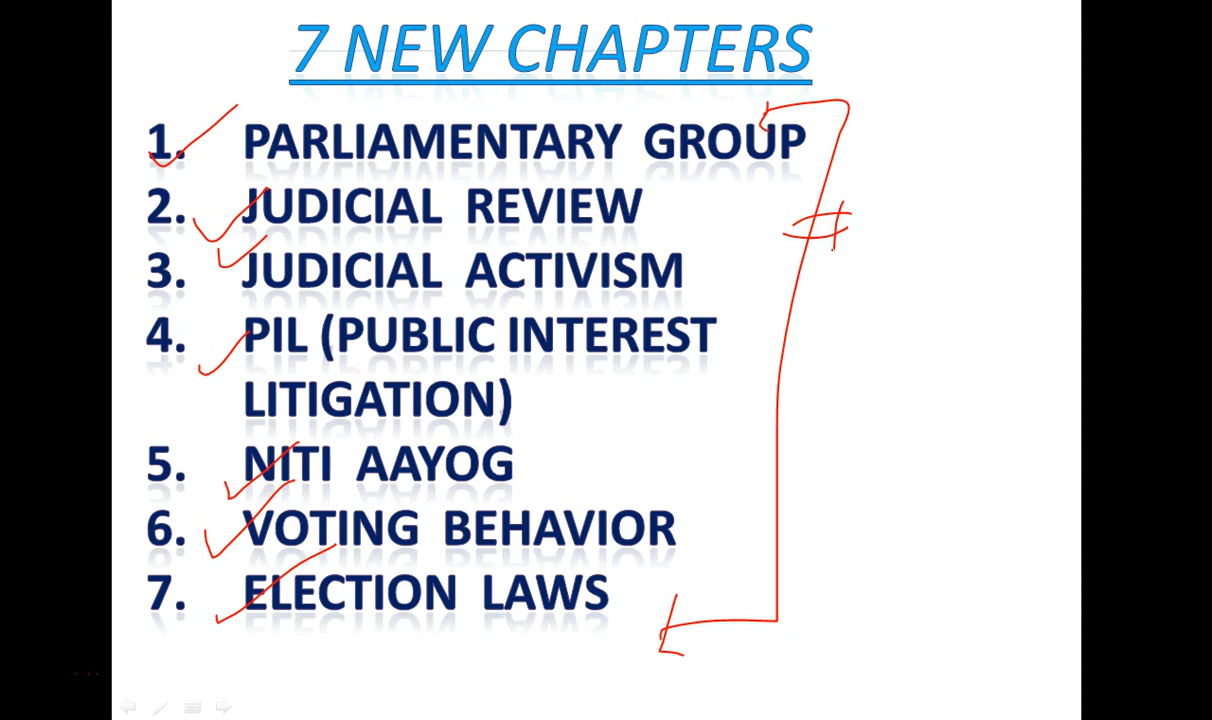 7 NEW CHAPTERS
1. PARLIAMENTARY GROUP
2. JUDICIAL REVIEW
3. JUDICIAL ACTIVISM
4. PIL (PUBLIC INTEREST
LITIGATION)
5. NITI AAYOG
6. VOTING BEHAVIOR
7. ELECTION LAWS